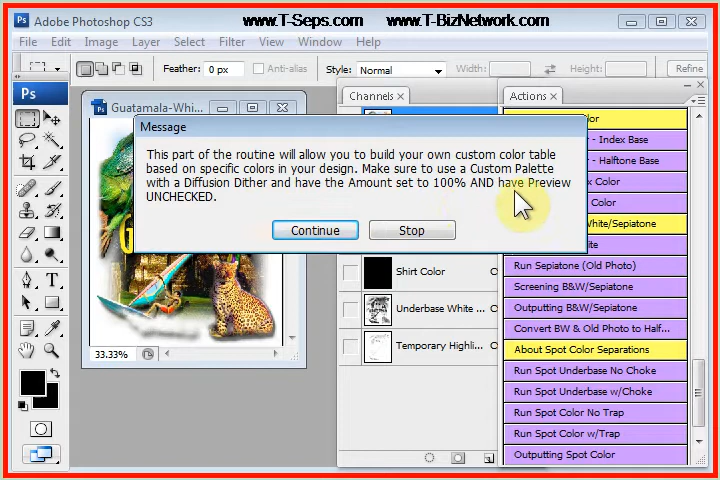 Adobe Photoshop CS3
www.T-Seps.com
www.T-BizNetwork.com
File Edit Image Layer Select Filter View Window Help
Feather: 0 px Anti-alias Style: Normal Width: Height: Refine
Ps
Guatamala-Whi...
Channels ×
Actions ×
Message
This part of the routine will allow you to build your own custom color table
based on specific colors in your design. Make sure to use a Custom Palette
with a Diffusion Dither and have the Amount set to 100% AND have Preview
UNCHECKED.
Continue
Stop
33.33%
Shirt Color
Underbase White ...
Temporary Highli...
- Index Base
- Halftone Base
Color
Color
White/Sepiatone
Run Sepiatone (Old Photo)
Screening B&W/Sepiatone
Outputting B&W/Sepiatone
Convert BW & Old Photo to Half...
About Spot Color Separations
Run Spot Underbase No Choke
Run Spot Underbase w/Choke
Run Spot Color No Trap
Run Spot Color w/Trap
Outputting Spot Color